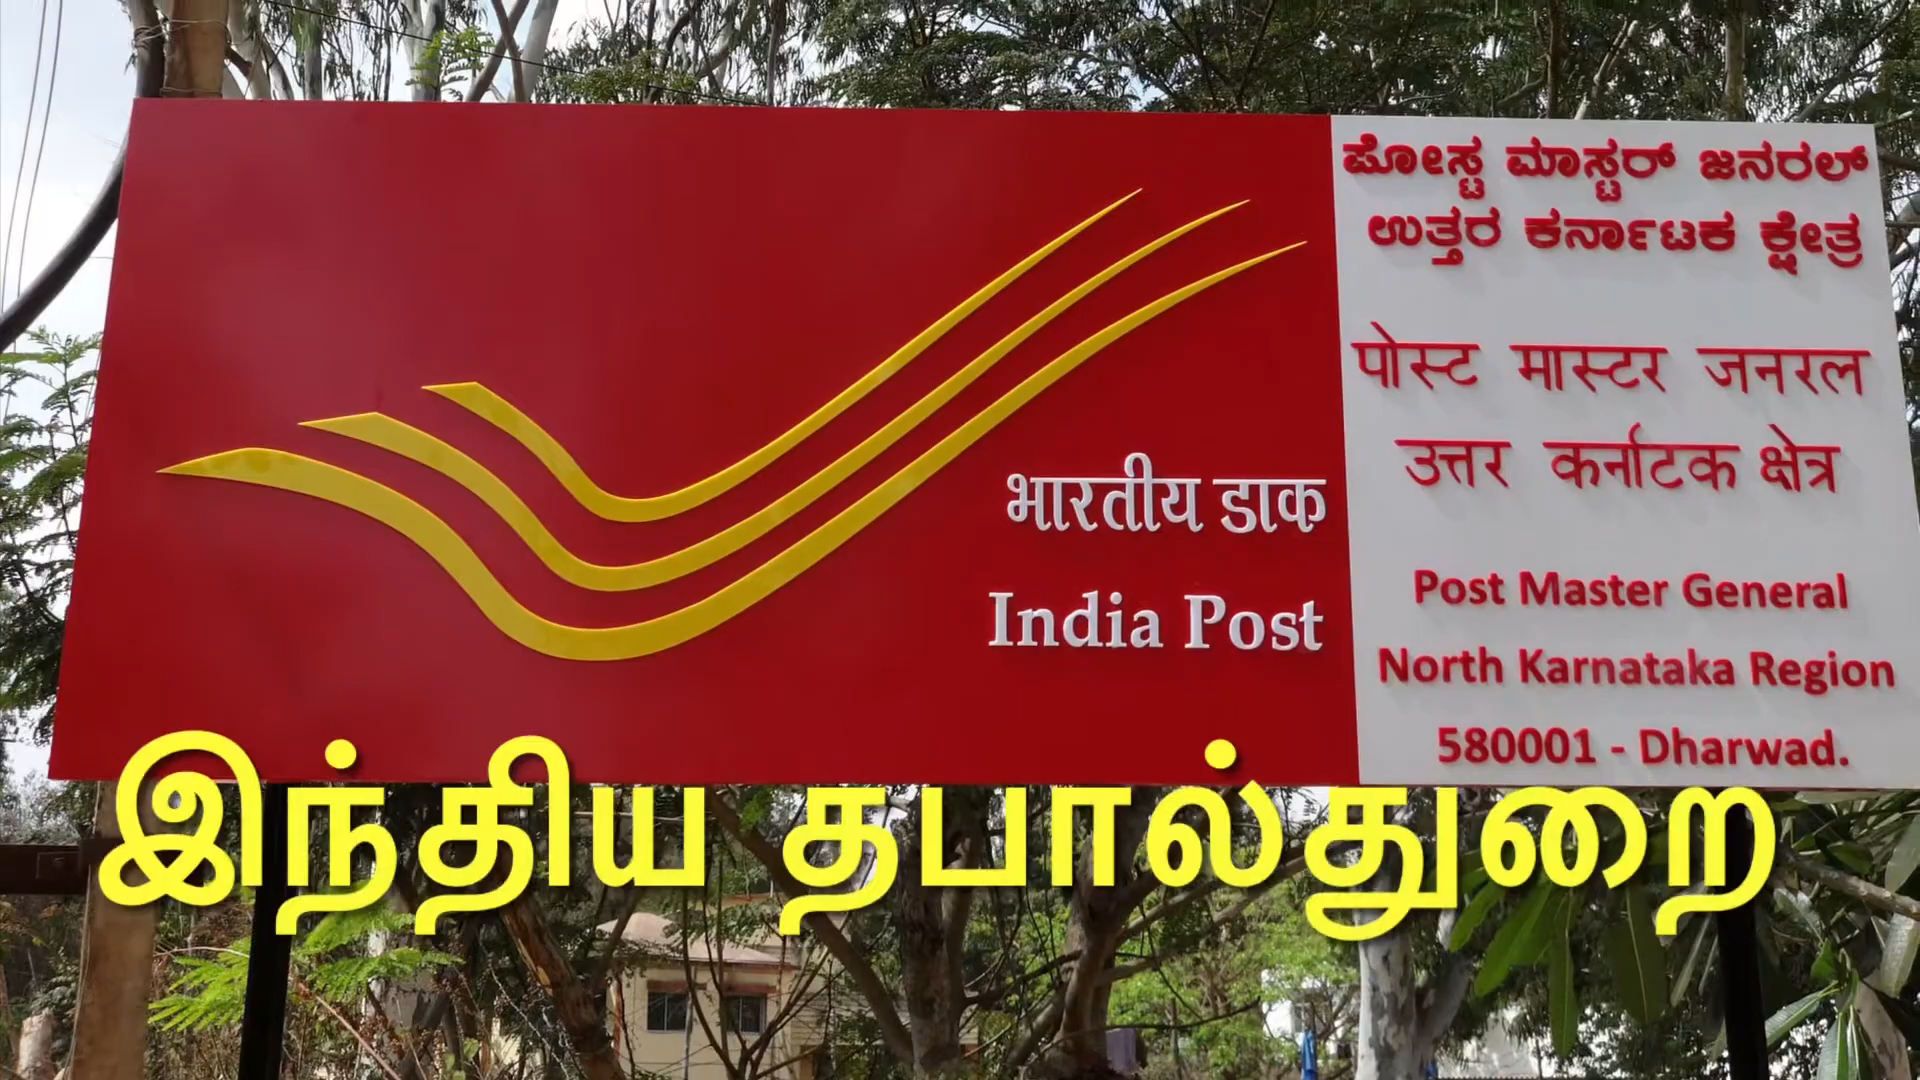 ಪೋಸ್ಟ ಮಾಸ್ಟರ್ ಜನರಲ್
ಉತ್ತರ ಕರ್ನಾಟಕ ಕ್ಷೇತ್ರ
पोस्ट मास्टर जनरल
उत्तर कर्नाटक क्षेत्र
भारतीय डाक
India Post
Post Master General
North Karnataka Region
580001 - Dharwad.
இந்திய தபால்துறை